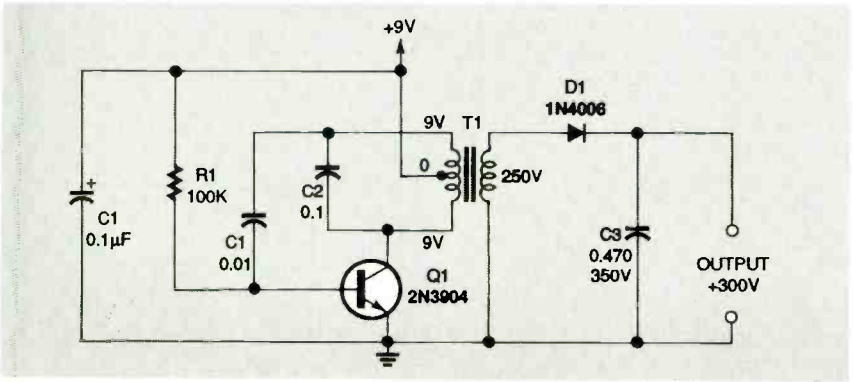 +9V
D1
1N4006
9V
T1
R1
100K
0
250V
C2
0.1
C1
0.1µF
+
C1
0.01
9V
C3
0.470
350V
OUTPUT
+300V
Q1
2N3904